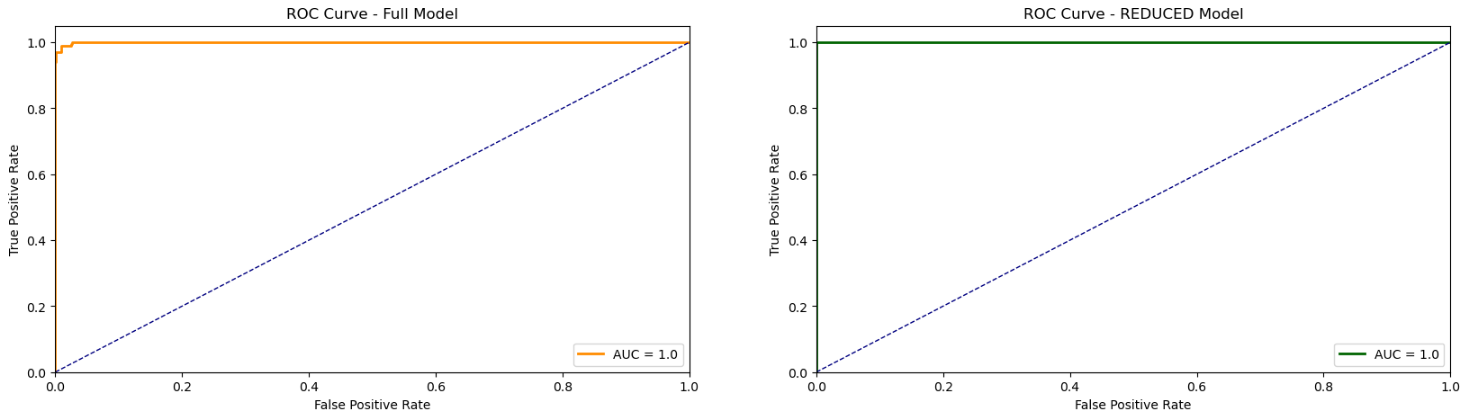 ROC Curve - Full Model
True Positive Rate
1.0
0.8
0.6
0.4
0.2
0.0
0.0 0.2 0.4 0.6 0.8 1.0
False Positive Rate
AUC = 1.0
ROC Curve - REDUCED Model
True Positive Rate
1.0
0.8
0.6
0.4
0.2
0.0
0.0 0.2 0.4 0.6 0.8 1.0
False Positive Rate
AUC = 1.0